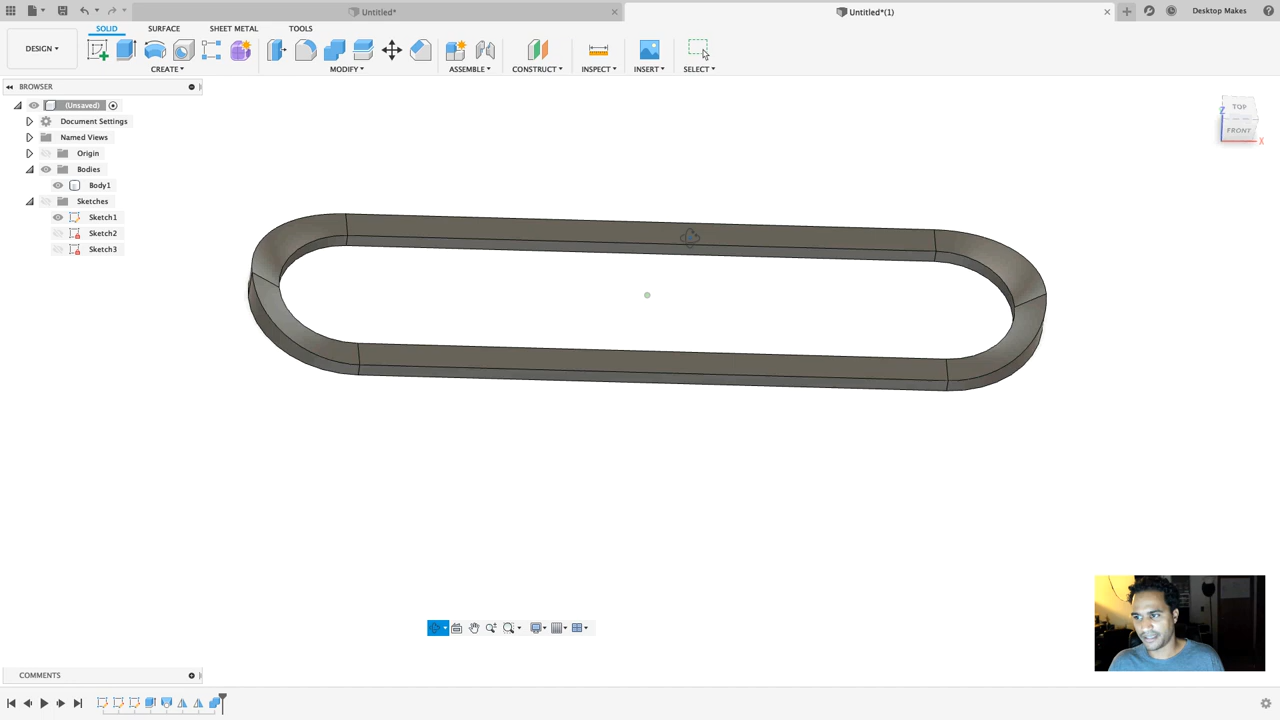 Untitled*
Untitled*(1)
Desktop Makes
DESIGN
SOLID
SURFACE
SHEET METAL
TOOLS
CREATE
MODIFY
ASSEMBLE
CONSTRUCT
INSPECT
INSERT
SELECT
BROWSER
(Unsaved)
Document Settings
Named Views
Origin
Bodies
Body1
Sketches
Sketch1
Sketch2
Sketch3
TOP
FRONT
Z
X
COMMENTS